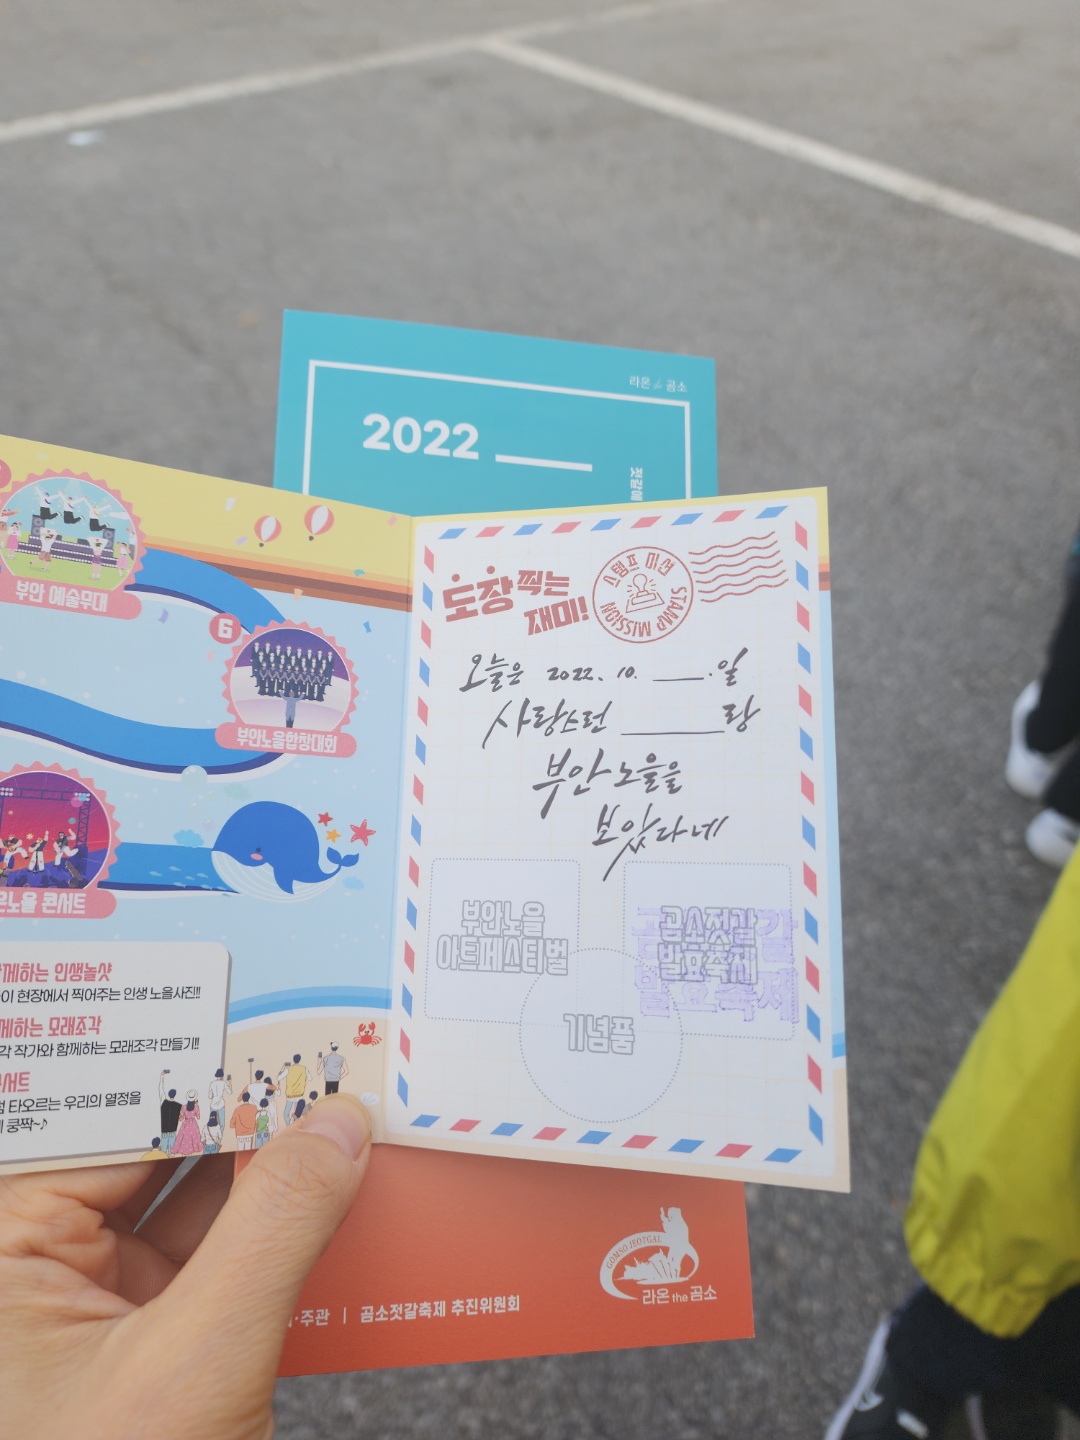 라온 the 곰소
2022
젓갈에
부안 예술무대
6
부안노을합창대회
노을 콘서트
함께하는 인생놀샷
이 현장에서 찍어주는 인생 노을사진!!
모래조각
작가와 함께하는 모래조각 만들기!!
타오르는 우리의 열정을
쿵짝~♪
도장 찍는
재미!
스탬프 미션
STAMP MISSION
오늘은 2022. 10. ____.일
사랑스런 ________랑
부안노을을
보았다네
부안노을
아트페스티벌
곰소젓갈
발효축제
기념품
GOMSO JEOTGAL
라온 the 곰소
·주관 | 곰소젓갈축제 추진위원회